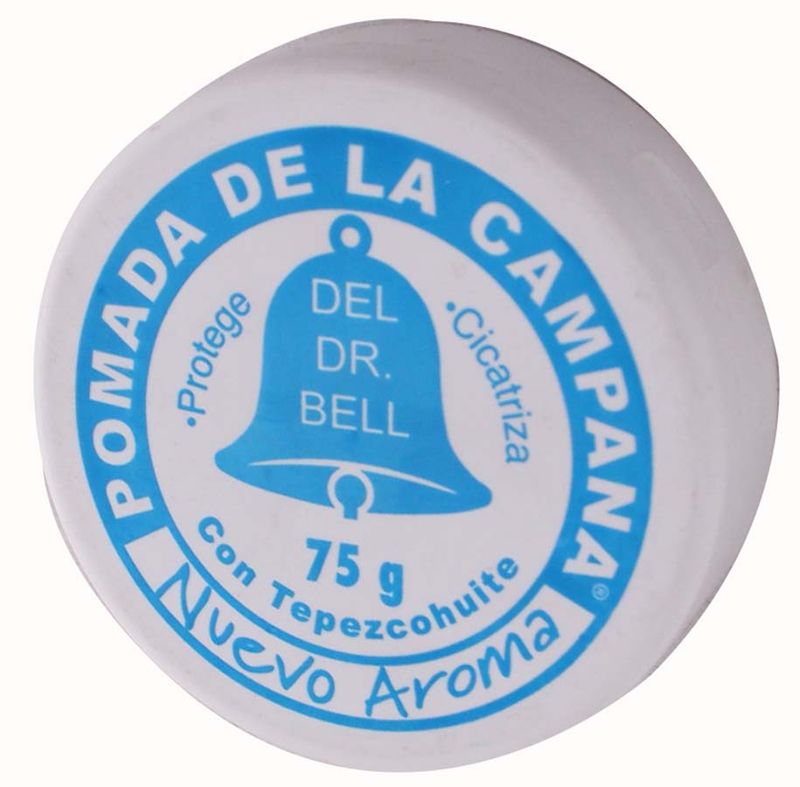 POMADA DE LA CAMPANA®
DEL
DR.
BELL
•Protege
•Cicatriza
75 g
Con Tepezcohuite
Nuevo Aroma